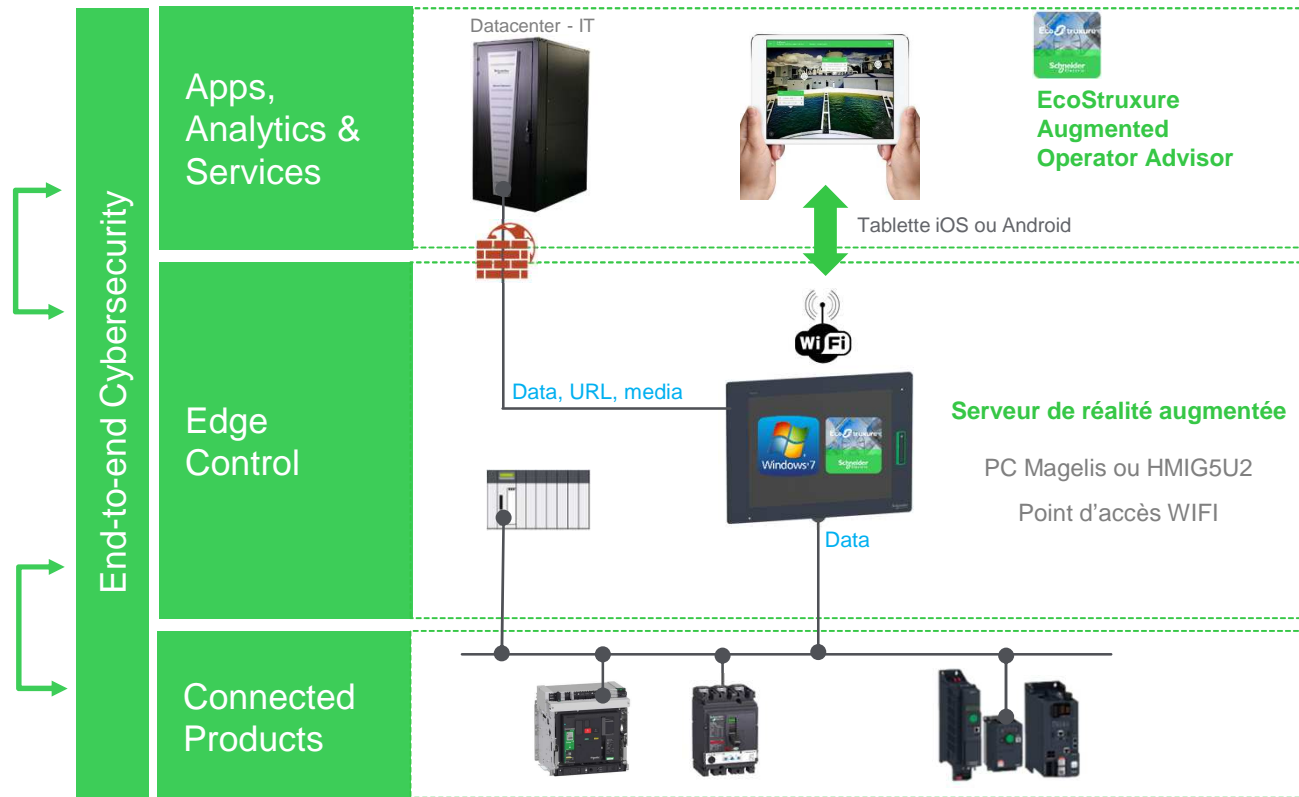 Datacenter - IT
EcoStruxure
Schneider
Electric
Apps,
Analytics &
Services
EcoStruxure
Augmented
Operator Advisor
Tablette iOS ou Android
End-to-end Cybersecurity
WiFi
Data, URL, media
Edge
Control
Serveur de réalité augmentée
Windows 7
EcoStruxure
Schneider
Electric
PC Magelis ou HMIG5U2
Point d'accès WIFI
Data
Connected
Products